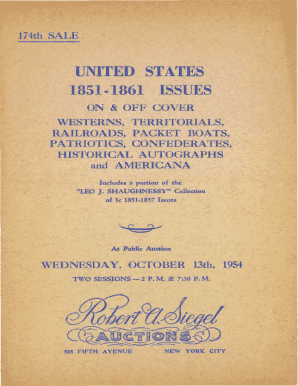 174th SALE
UNITED STATES
1851-1861 ISSUES
ON & OFF COVER
WESTERNS, TERRITORIALS,
RAILROADS, PACKET BOATS,
PATRIOTICS, CONFEDERATES,
HISTORICAL AUTOGRAPHS
and AMERICANA
Includes a portion of the
"LEO J. SHAUGHNESSY" Collection
of 3c 1851-1857 Issues
At Public Auction
WEDNESDAY, OCTOBER 13th, 1954
TWO SESSIONS — 2 P. M. & 7:30 P. M.
Robert A. Siegel
AUCTIONS
505 FIFTH AVENUE NEW YORK CITY